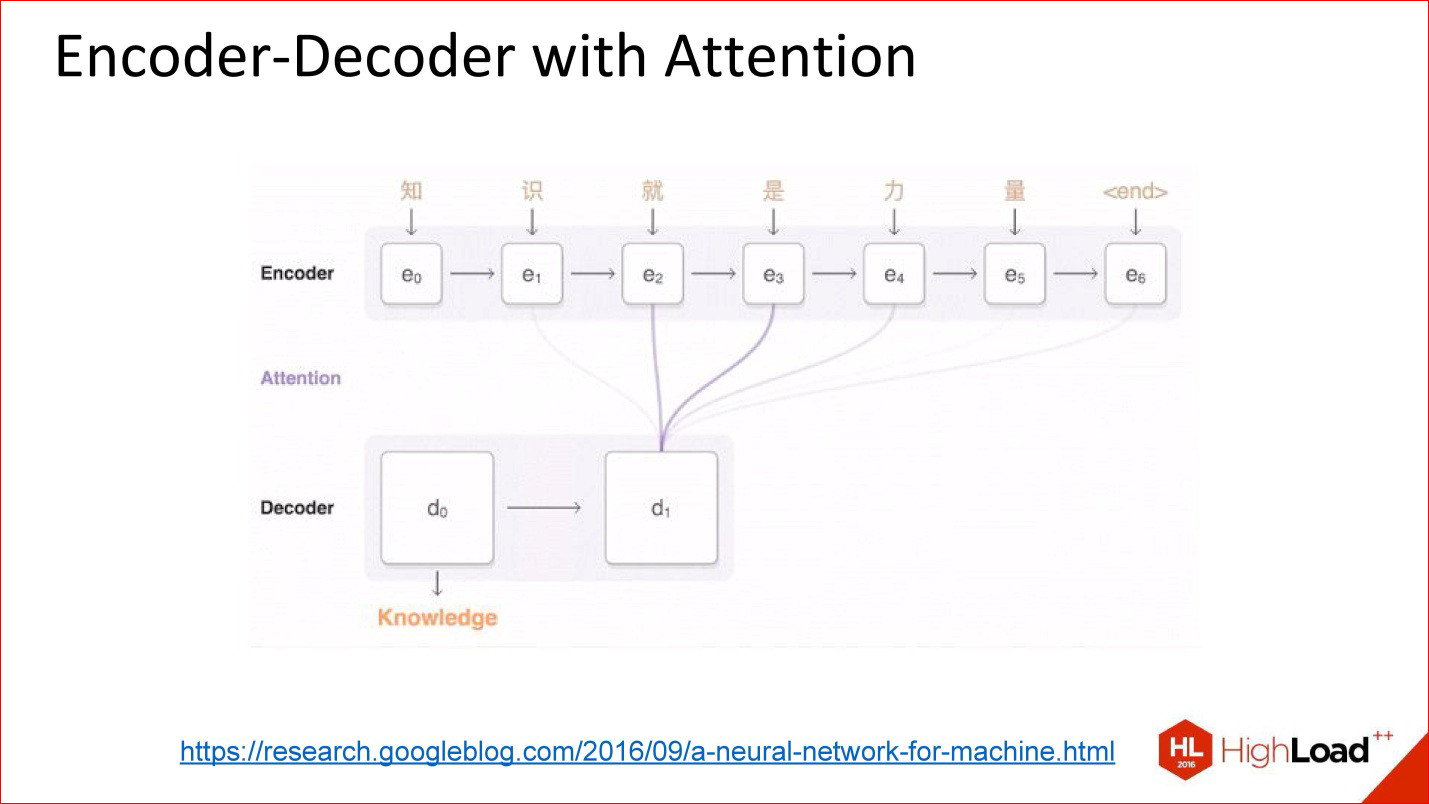 Encoder-Decoder with Attention
知 识 就 是 力 量 <end>
Encoder e₀ e₁ e₂ e₃ e₄ e₅ e₆
Attention
Decoder d₀ d₁
Knowledge
https://research.googleblog.com/2016/09/a-neural-network-for-machine.html
HL 2016 HighLoad++